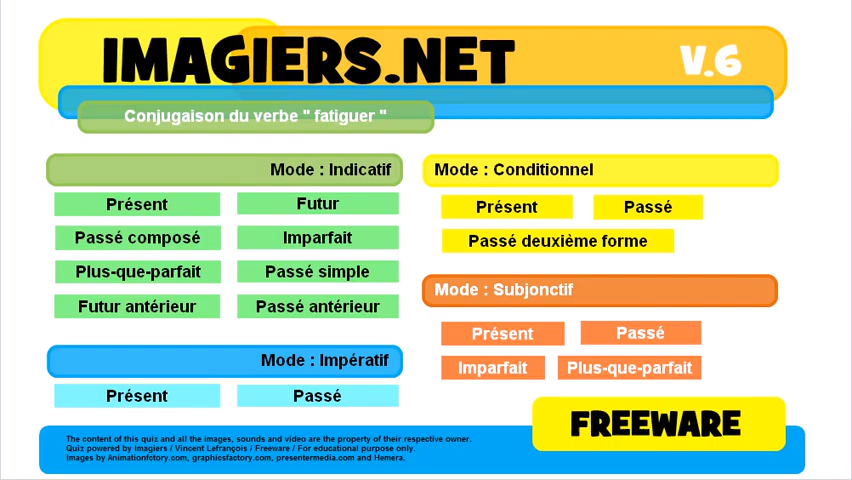 IMAGIERS.NET
V.6
Conjugaison du verbe " fatiguer "
Mode : Indicatif
Présent
Futur
Passé composé
Imparfait
Plus-que-parfait
Passé simple
Futur antérieur
Passé antérieur
Mode : Impératif
Présent
Passé
Mode : Conditionnel
Présent
Passé
Passé deuxième forme
Mode : Subjonctif
Présent
Passé
Imparfait
Plus-que-parfait
FREEWARE
The content of this quiz and all the images, sounds and video are the property of their respective owner.
Quiz powered by Imagiers / Vincent Lefrançois / Freeware / For educational purpose only.
Images by Animationfctory.com, graphicsfactory.com, presentermedia.com and Hemera.